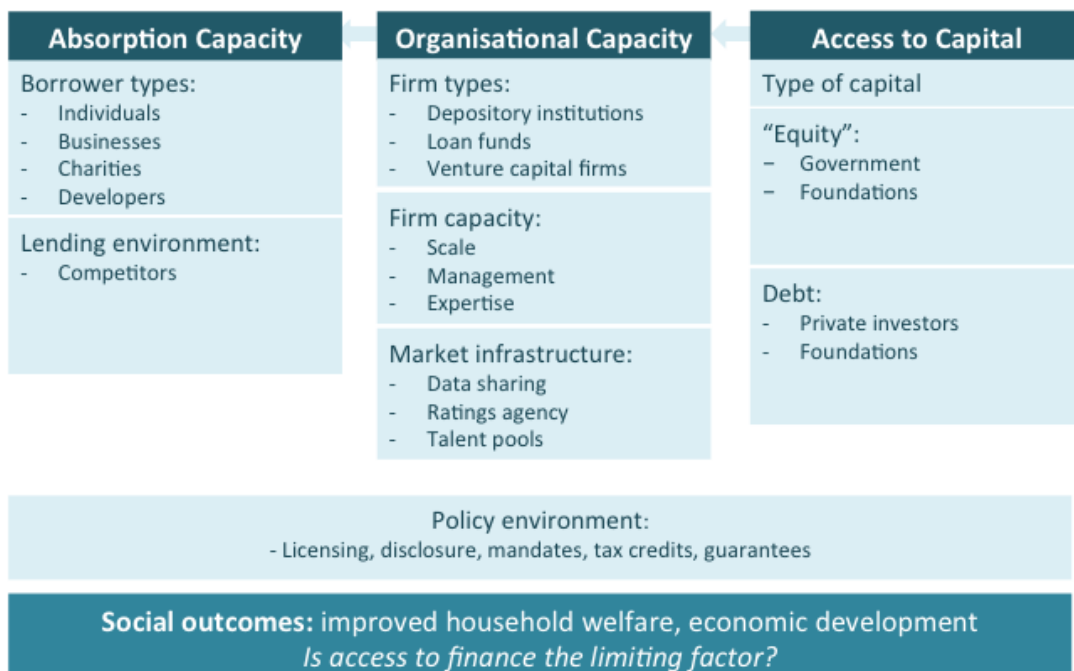 Absorption Capacity
Borrower types:
- Individuals
- Businesses
- Charities
- Developers
Lending environment:
- Competitors
Organisational Capacity
Firm types:
- Depository institutions
- Loan funds
- Venture capital firms
Firm capacity:
- Scale
- Management
- Expertise
Market infrastructure:
- Data sharing
- Ratings agency
- Talent pools
Access to Capital
Type of capital
“Equity”:
– Government
– Foundations
Debt:
- Private investors
- Foundations
Policy environment:
- Licensing, disclosure, mandates, tax credits, guarantees
Social outcomes: improved household welfare, economic development
Is access to finance the limiting factor?